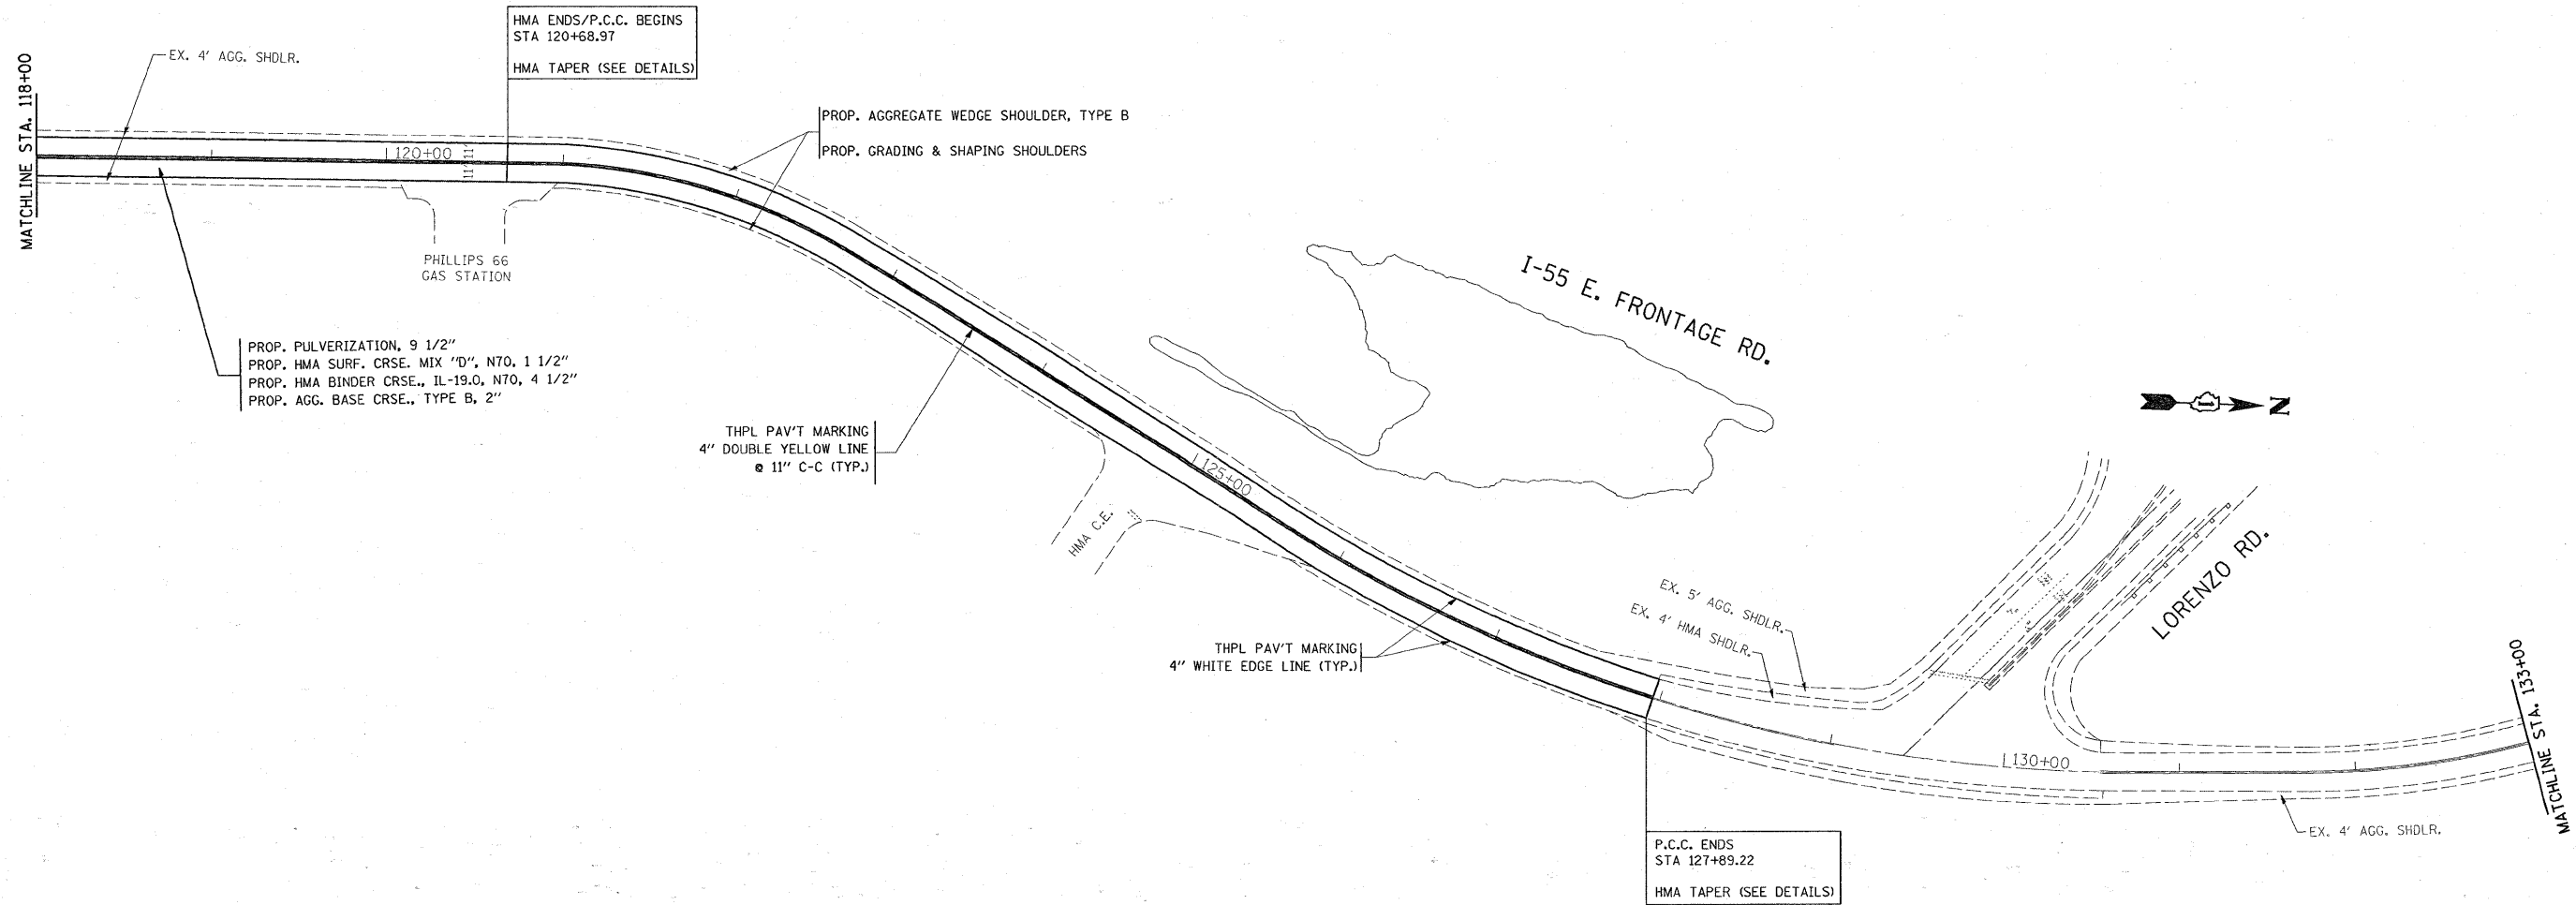 HMA ENDS/P.C.C. BEGINS
STA 120+68.97
HMA TAPER (SEE DETAILS)
EX. 4' AGG. SHDLR.
MATCHLINE STA. 118+00
120+00
11' 11'
PROP. AGGREGATE WEDGE SHOULDER, TYPE B
PROP. GRADING & SHAPING SHOULDERS
PHILLIPS 66
GAS STATION
PROP. PULVERIZATION, 9 1/2"
PROP. HMA SURF. CRSE. MIX "D", N70, 1 1/2"
PROP. HMA BINDER CRSE., IL-19.0, N70, 4 1/2"
PROP. AGG. BASE CRSE., TYPE B, 2"
I-55 E. FRONTAGE RD.
N
THPL PAV'T MARKING
4" DOUBLE YELLOW LINE
@ 11" C-C (TYP.)
125+00
HMA C.E.
LORENZO RD.
EX. 5' AGG. SHDLR.
EX. 4' HMA SHDLR.
THPL PAV'T MARKING
4" WHITE EDGE LINE (TYP.)
130+00
MATCHLINE STA. 133+00
EX. 4' AGG. SHDLR.
P.C.C. ENDS
STA 127+89.22
HMA TAPER (SEE DETAILS)